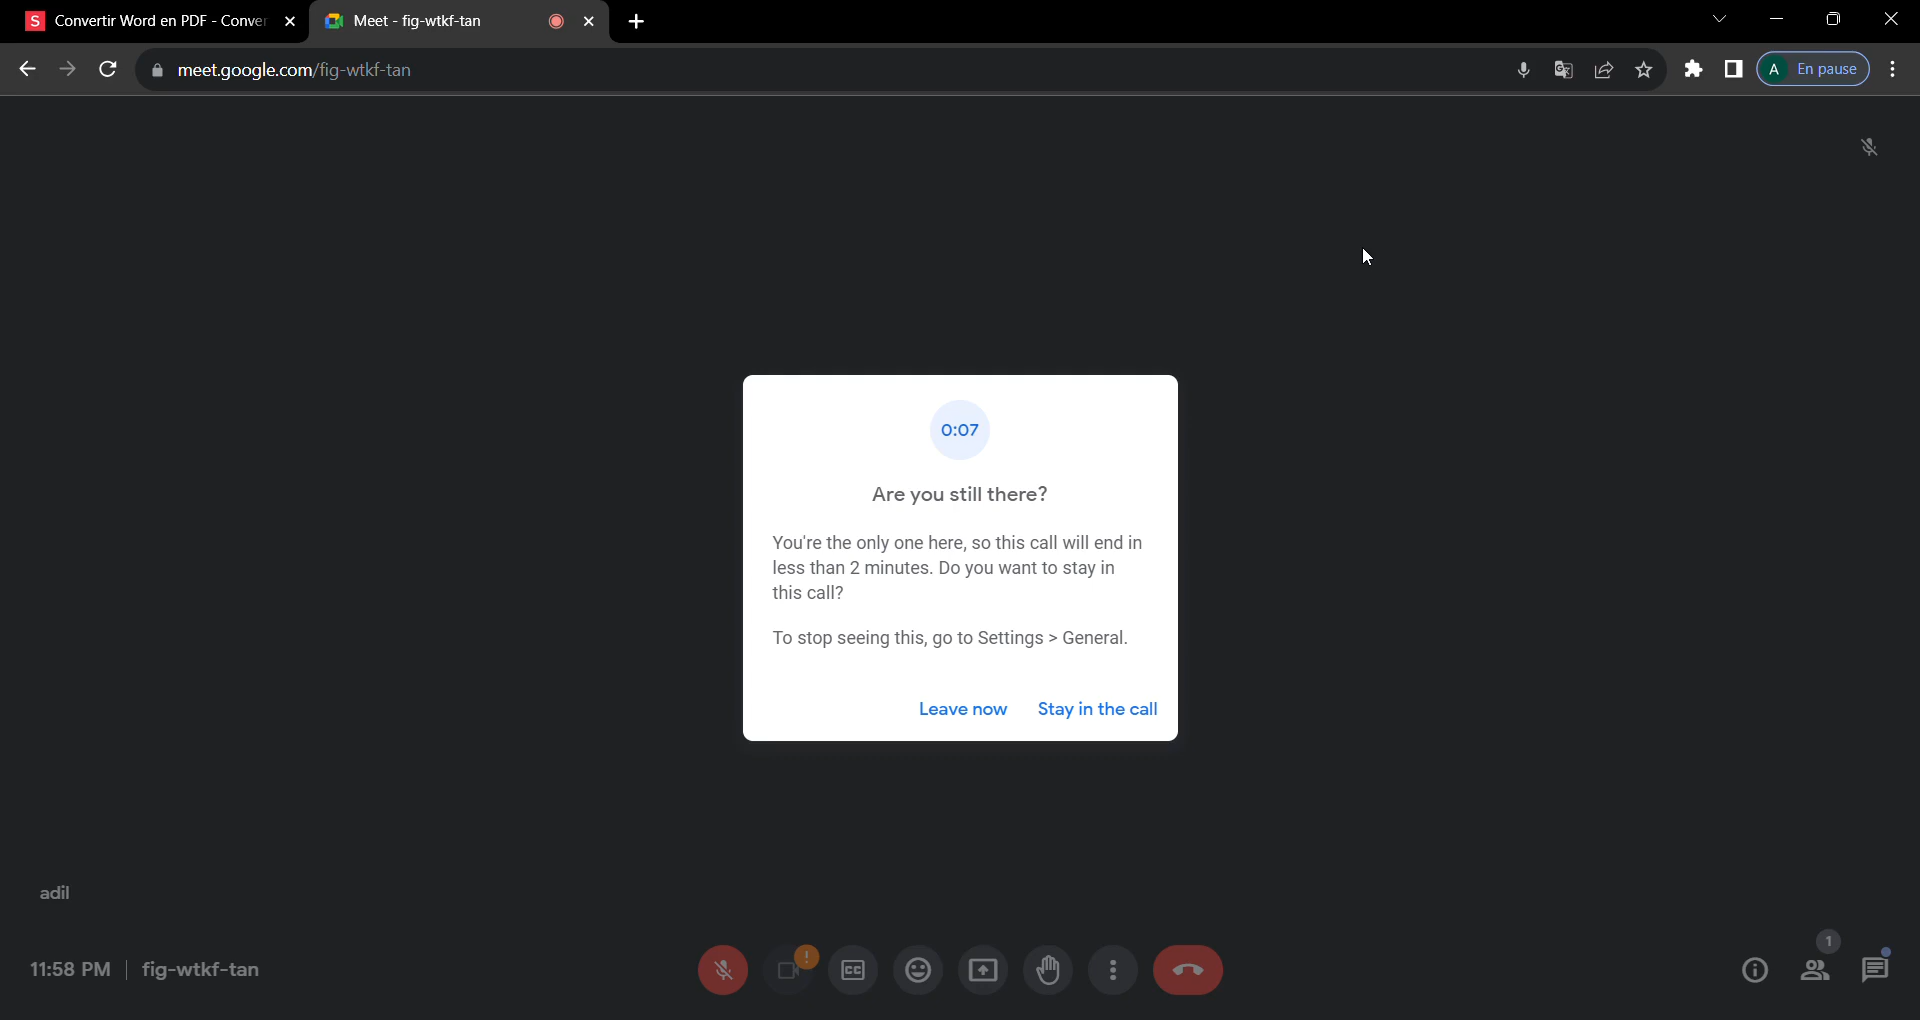 S Convertir Word en PDF - Conver
Meet - fig-wtkf-tan
meet.google.com/fig-wtkf-tan
A En pause
0:07
Are you still there?
You're the only one here, so this call will end in
less than 2 minutes. Do you want to stay in
this call?
To stop seeing this, go to Settings > General.
Leave now Stay in the call
adil
11:58 PM | fig-wtkf-tan
!
CC
1